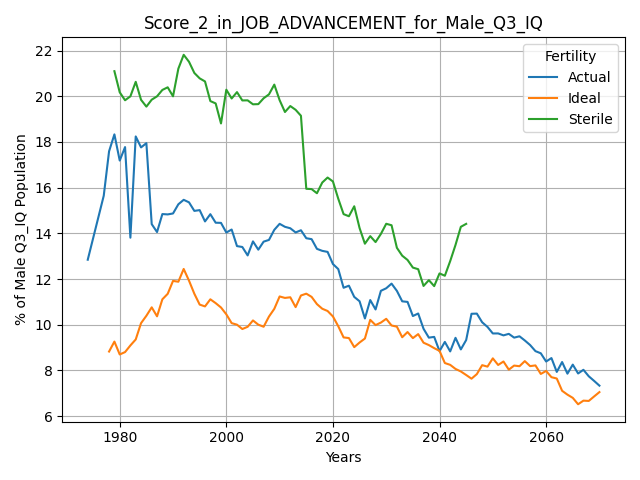 Score_2_in_JOB_ADVANCEMENT_for_Male_Q3_IQ
Fertility
Actual
Ideal
Sterile
% of Male Q3_IQ Population
22
20
18
16
14
12
10
8
6
1980
2000
2020
2040
2060
Years